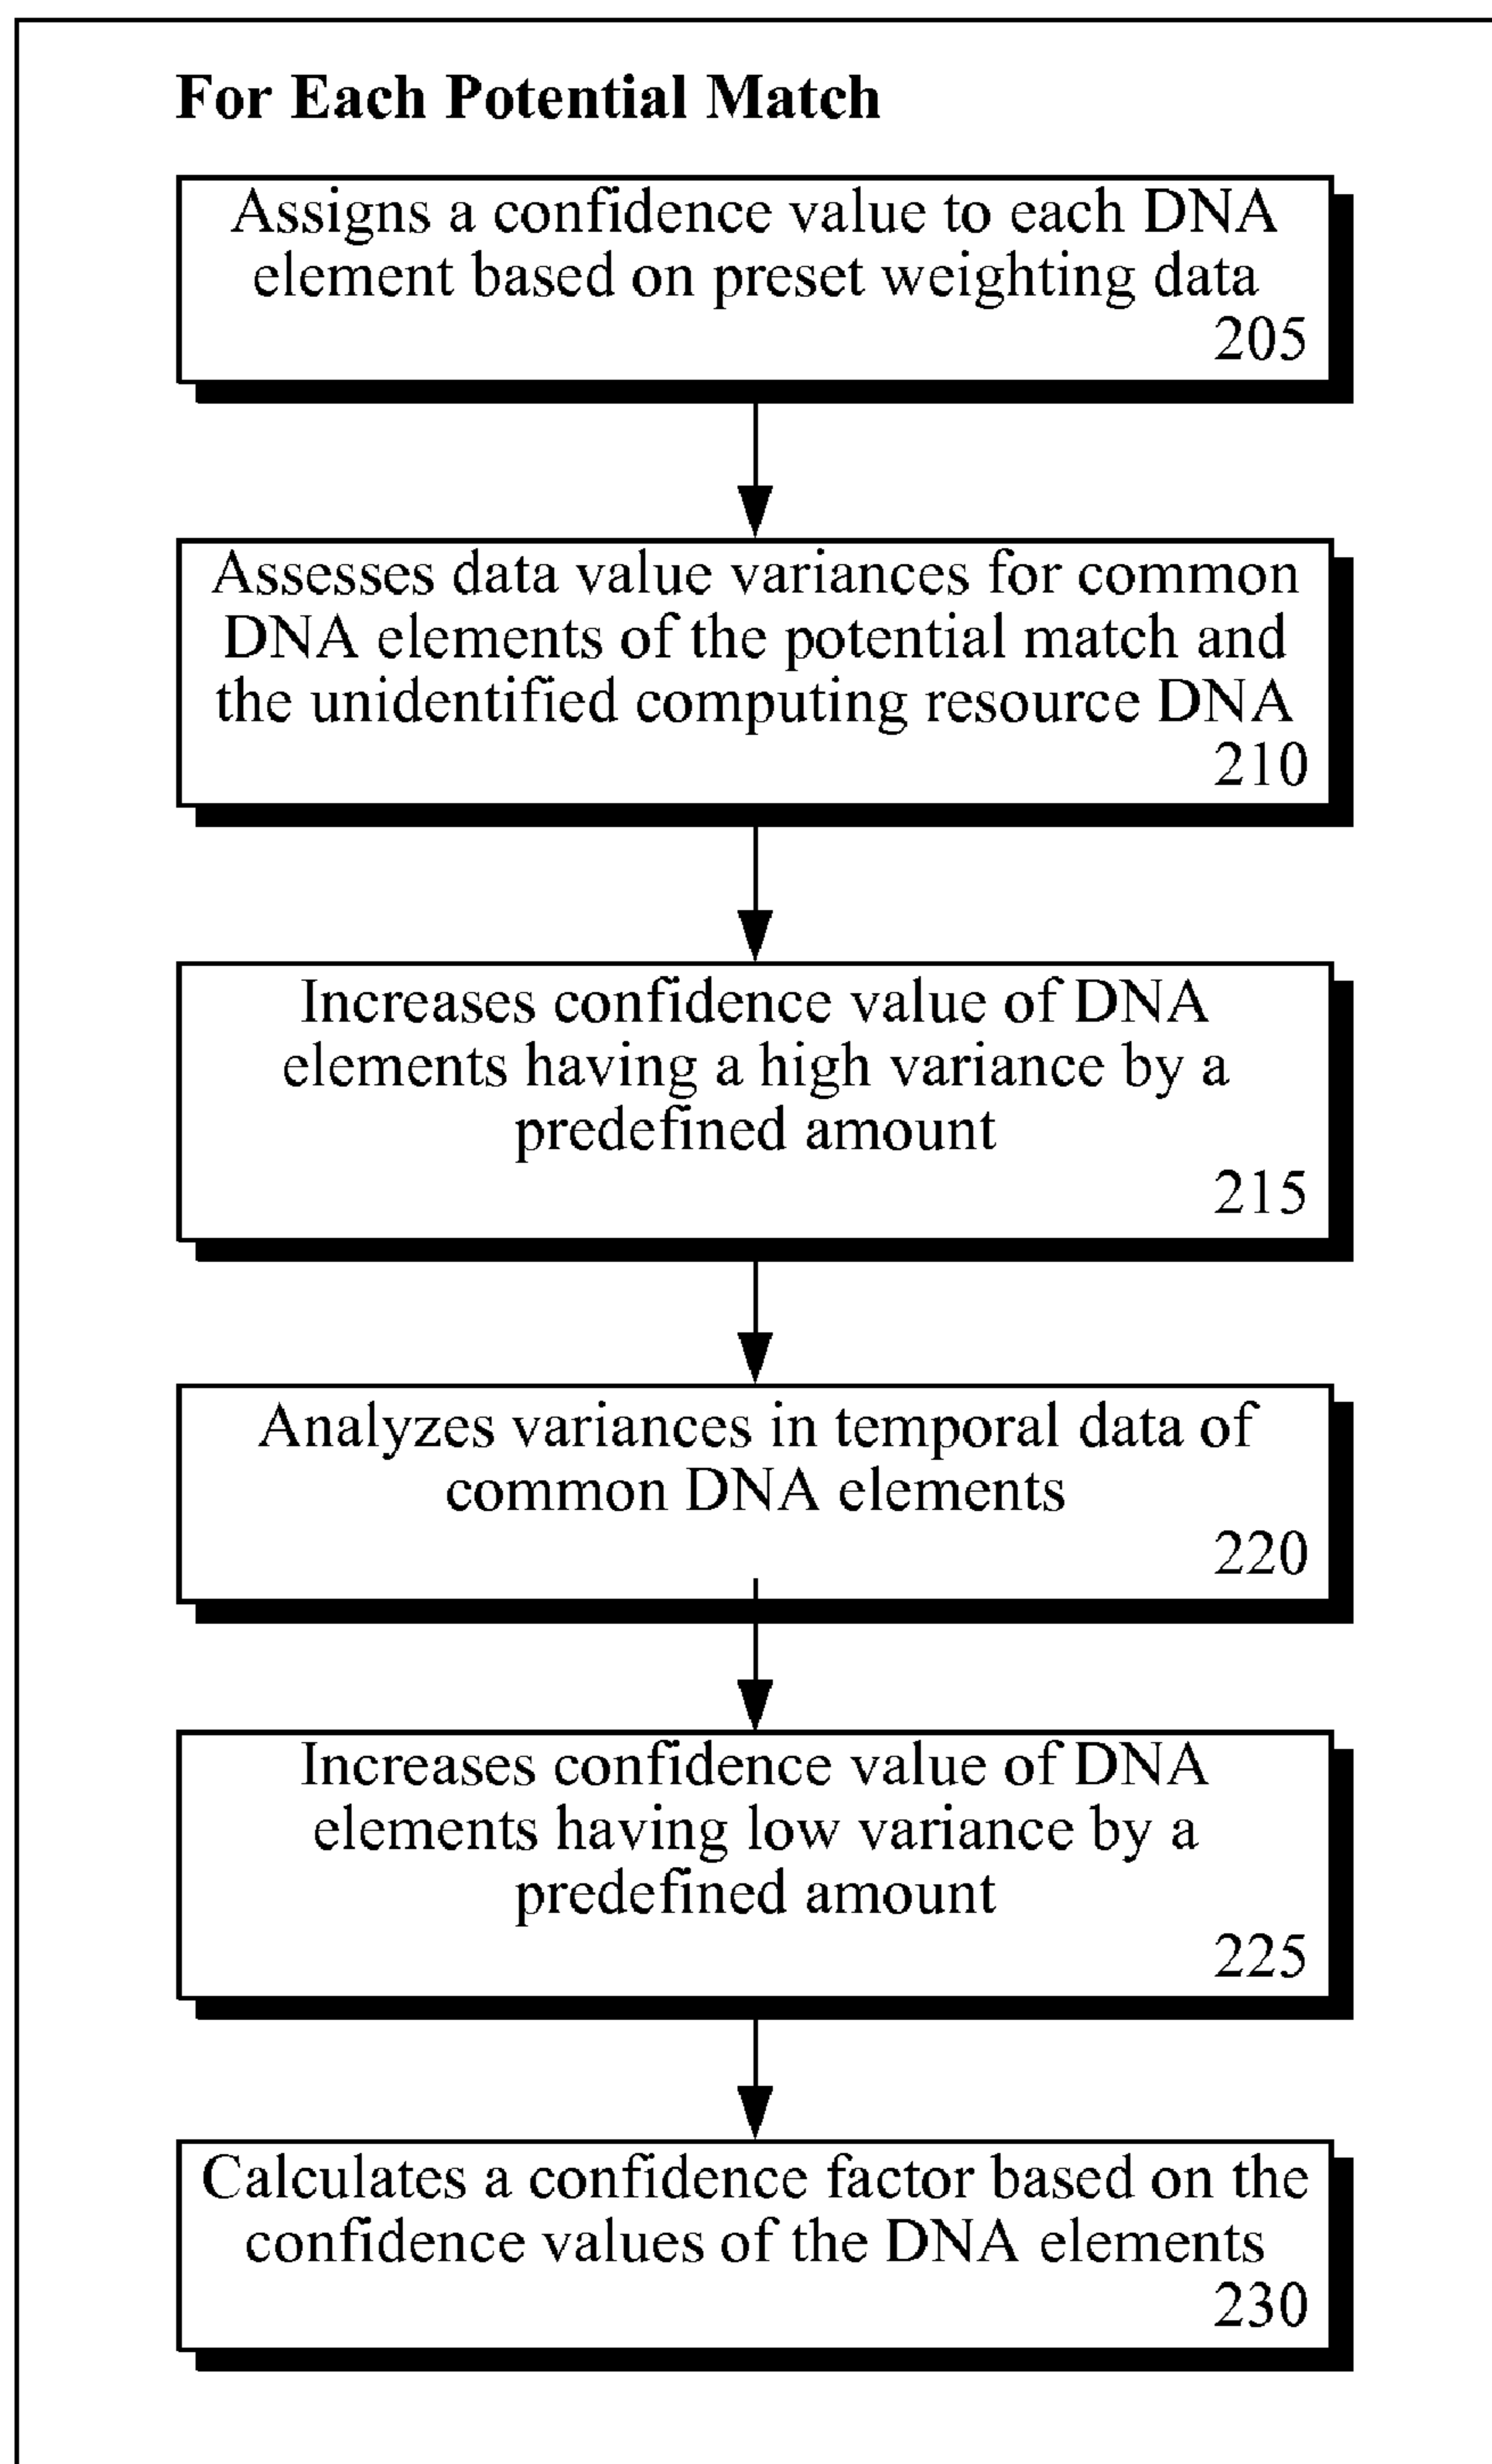 For Each Potential Match
Assigns a confidence value to each DNA
element based on preset weighting data
205
Assesses data value variances for common
DNA elements of the potential match and
the unidentified computing resource DNA
210
Increases confidence value of DNA
elements having a high variance by a
predefined amount
215
Analyzes variances in temporal data of
common DNA elements
220
Increases confidence value of DNA
elements having low variance by a
predefined amount
225
Calculates a confidence factor based on the
confidence values of the DNA elements
230